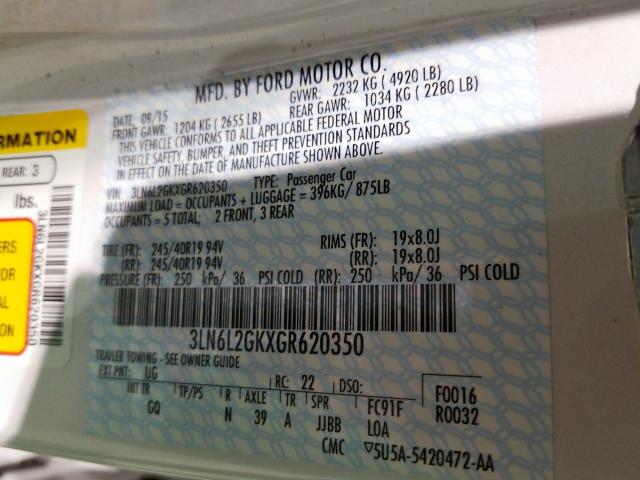 MFD. BY FORD MOTOR CO.
DATE: 09/15 GVWR: 2232 KG ( 4920 LB)
FRONT GAWR: 1204 KG ( 2655 LB) REAR GAWR: 1034 KG ( 2280 LB)
THIS VEHICLE CONFORMS TO ALL APPLICABLE FEDERAL MOTOR
VEHICLE SAFETY, BUMPER, AND THEFT PREVENTION STANDARDS
IN EFFECT ON THE DATE OF MANUFACTURE SHOWN ABOVE.
VIN: 3LN6L2GKXGR620350 TYPE: Passenger Car
MAXIMUM LOAD = OCCUPANTS + LUGGAGE = 396KG/ 875LB
OCCUPANTS = 5 TOTAL; 2 FRONT, 3 REAR
TIRE (FR): 245/40R19 94V RIMS (FR): 19x8.0J
(RR): 245/40R19 94V (RR): 19x8.0J
PRESSURE (FR): 250 kPa/ 36 PSI COLD (RR): 250 kPa/ 36 PSI COLD
3LN6L2GKXGR620350
TRAILER TOWING - SEE OWNER GUIDE
EXT PNT: UG RC: 22 DSO:
INT TR TP/PS R AXLE TR SPR FC91F F0016
GQ N 39 A JJBB LOA R0032
CMC ▽5U5A-5420472-AA
RMATION
REAR: 3
lbs.
3LN6L2GKXGR620350
ERS
FOR
AL
TION